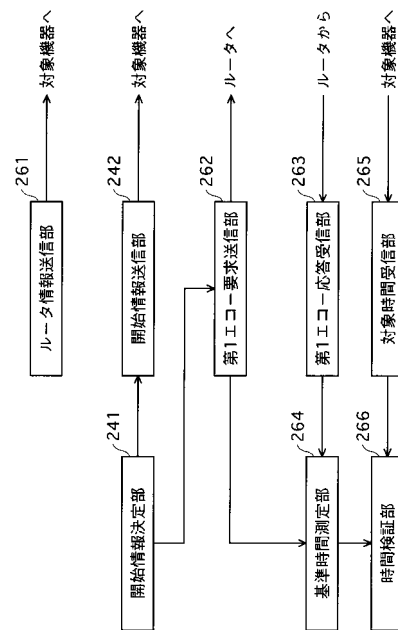 261
ルータ情報送信部
対象機器へ
241
開始情報決定部
242
開始情報送信部
対象機器へ
262
第1エコー要求送信部
ルータへ
264
基準時間測定部
263
第1エコー応答受信部
ルータから
266
時間検証部
265
対象時間受信部
対象機器へ